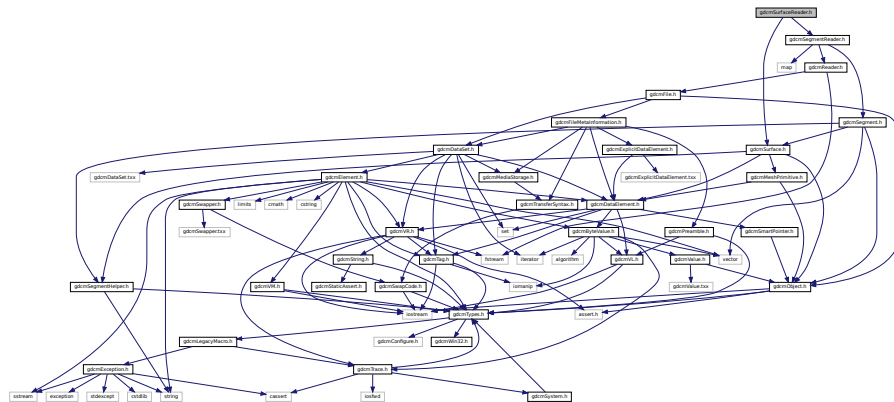 gdcmSurfaceReader.h
gdcmSegmentReader.h
map
gdcmReader.h
gdcmFile.h
gdcmFileMetaInformation.h
gdcmSegment.h
gdcmDataSet.h
gdcmExplicitDataElement.h
gdcmSurface.h
gdcmDataSet.txx
gdcmElement.h
gdcmMediaStorage.h
gdcmExplicitDataElement.txx
gdcmMeshPrimitive.h
gdcmSwapper.h
limits
cmath
cstring
gdcmTransferSyntax.h
gdcmDataElement.h
gdcmSwapper.txx
gdcmVR.h
set
gdcmByteValue.h
gdcmPreamble.h
gdcmSmartPointer.h
gdcmString.h
gdcmTag.h
fstream
iterator
algorithm
gdcmVL.h
gdcmValue.h
vector
gdcmSegmentHelper.h
gdcmVM.h
gdcmStaticAssert.h
gdcmSwapCode.h
iomanip
gdcmValue.txx
gdcmObject.h
iostream
gdcmTypes.h
assert.h
gdcmLegacyMacro.h
gdcmConfigure.h
gdcmWin32.h
gdcmException.h
gdcmTrace.h
sstream
exception
stdexcept
cstdlib
string
cassert
iosfwd
gdcmSystem.h